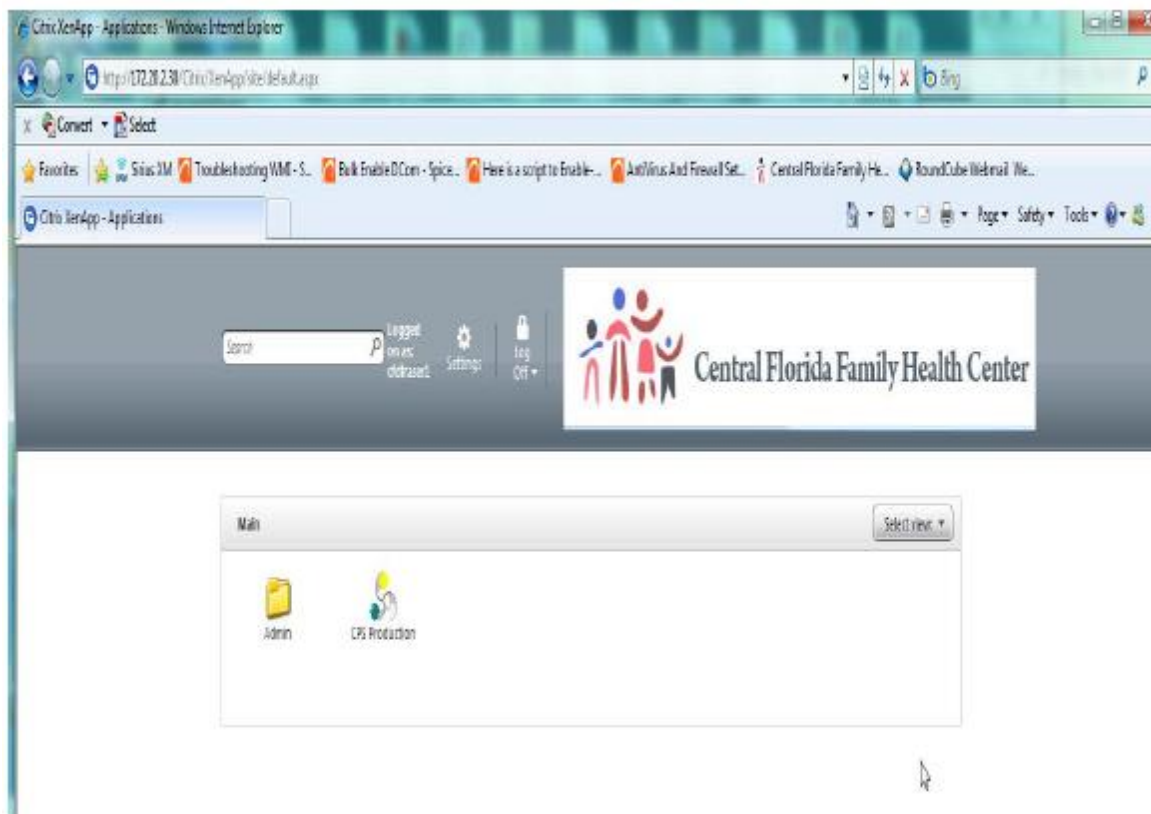 Citrix XenApp - Applications - Windows Internet Explorer
Bing
x Convert Select
Favorites Sirius XM Troubleshooting WMI - S... Bulk Enable DCom - Spice... Here is a script to Enable-... AntiVirus And Firewall Set... Central Florida Family He... RoundCube Webmail We...
Citrix XenApp - Applications
Page Safety Tools
Search
Logged
on as:
Settings
Log
Off
Central Florida Family Health Center
Main
Select view:
Admin
CPS Production